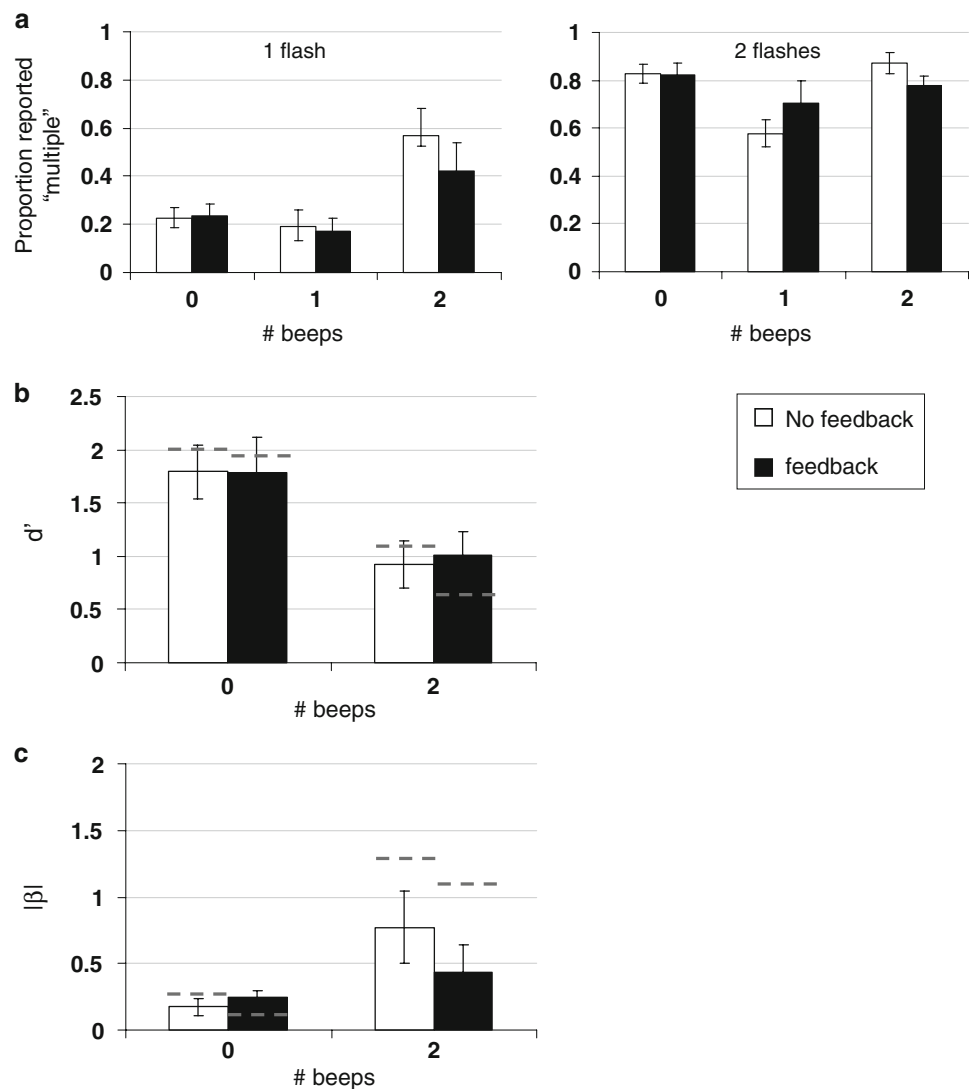 a
1 flash
2 flashes
Proportion reported
“multiple”
1
0.8
0.6
0.4
0.2
0
0 1 2
# beeps
1
0.8
0.6
0.4
0.2
0
0 1 2
# beeps
b
d'
2.5
2
1.5
1
0.5
0
0 2
# beeps
No feedback
feedback
c
|β|
2
1.5
1
0.5
0
0 2
# beeps